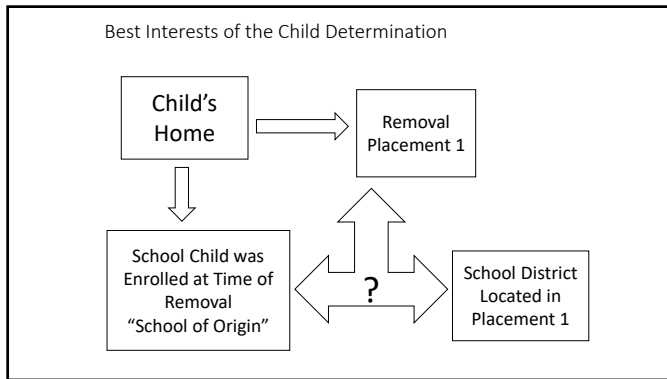 Best Interests of the Child Determination
Child's
Home
Removal
Placement 1
School Child was
Enrolled at Time of
Removal
“School of Origin”
?
School District
Located in
Placement 1